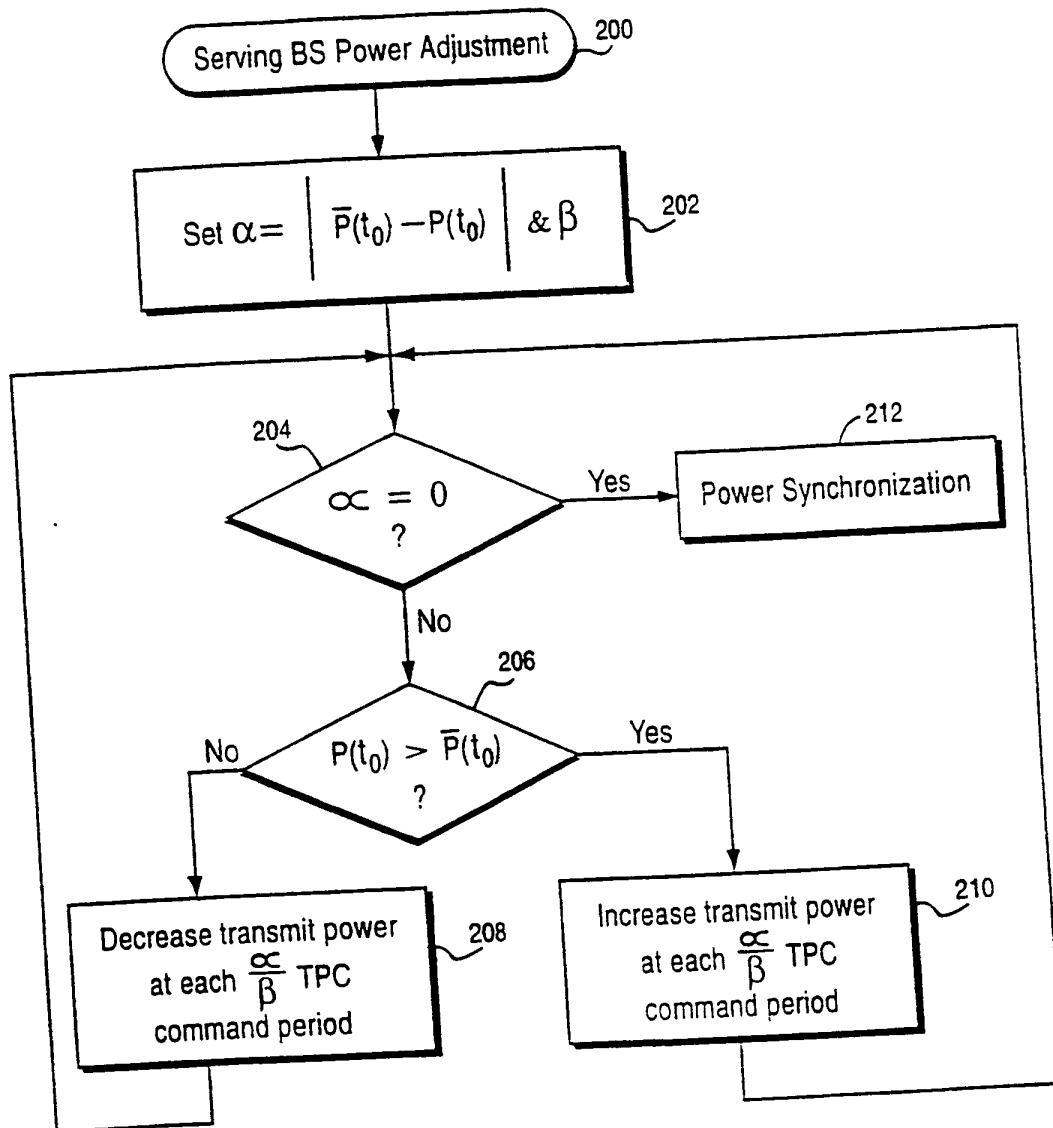 Serving BS Power Adjustment
200
Set α = | P̅(t₀) − P(t₀) | & β
202
204
∝ = 0
?
Yes
212
Power Synchronization
No
206
P(t₀) > P̅(t₀)
?
No
Yes
Decrease transmit power
at each ∝/β TPC
command period
208
Increase transmit power
at each ∝/β TPC
command period
210